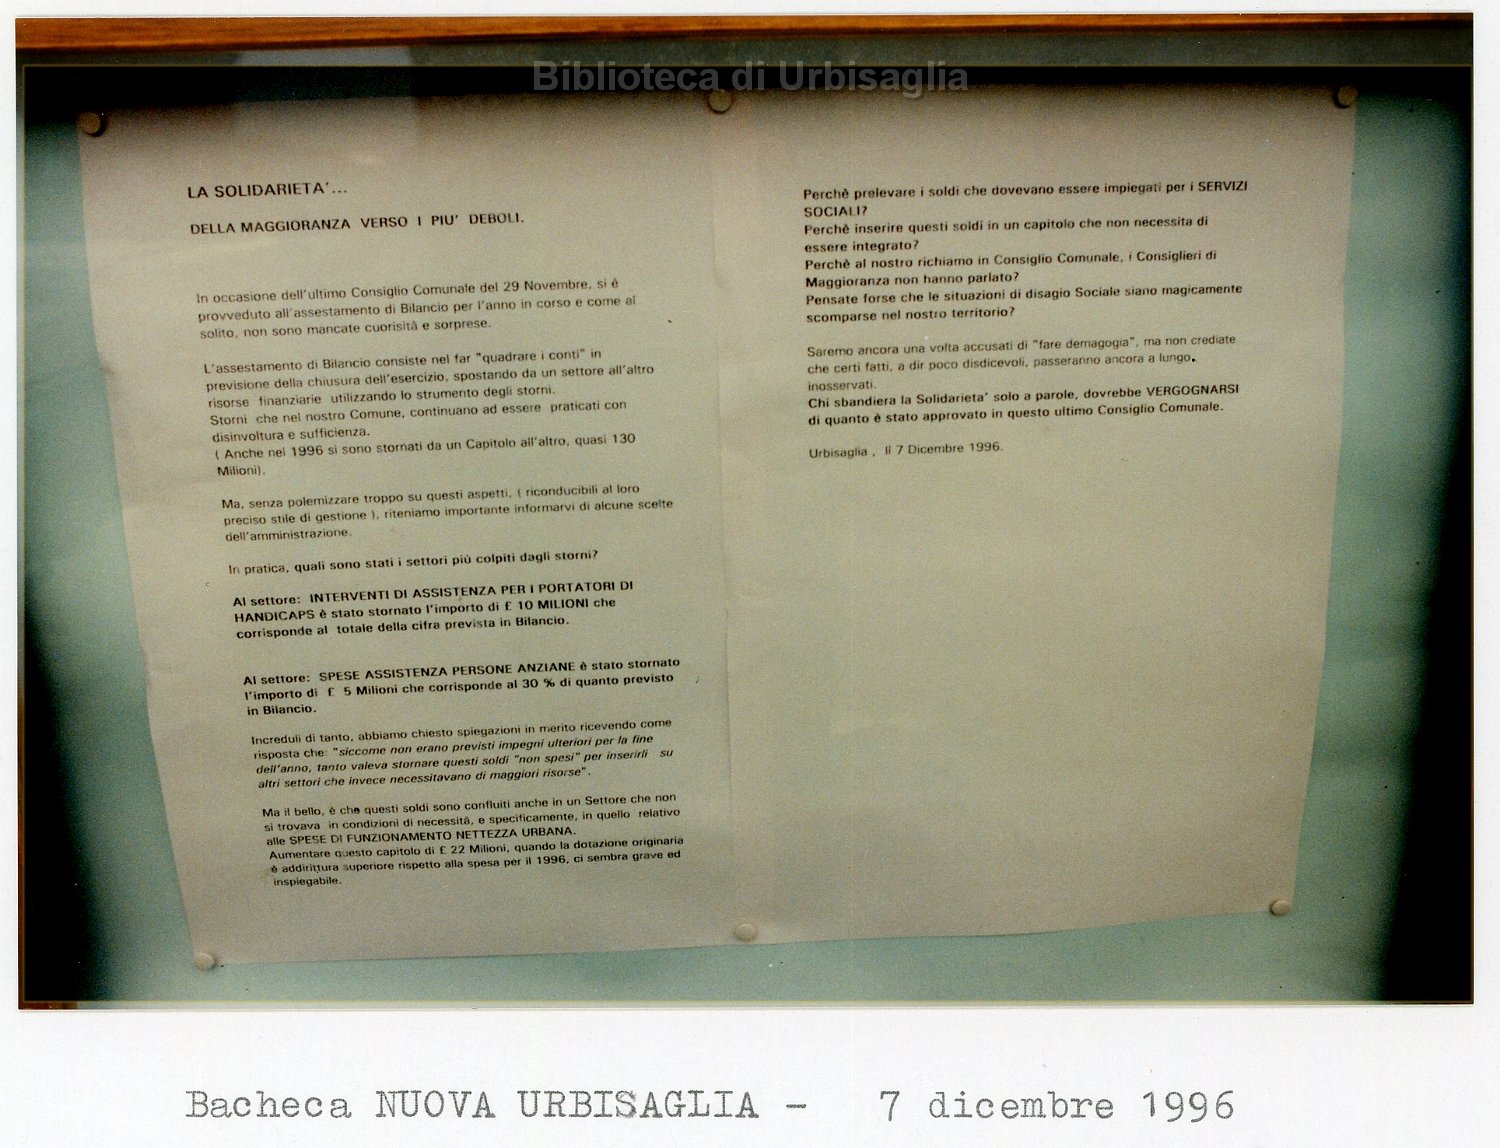 Biblioteca di Urbisaglia
LA SOLIDARIETA'...
DELLA MAGGIORANZA VERSO I PIU' DEBOLI.
In occasione dell'ultimo Consiglio Comunale del 29 Novembre, si è
provveduto all'assestamento di Bilancio per l'anno in corso e come al
solito, non sono mancate cuorisità e sorprese.
L'assestamento di Bilancio consiste nel far "quadrare i conti" in
previsione della chiusura dell'esercizio, spostando da un settore all'altro
risorse finanziarie utilizzando lo strumento degli storni.
Storni che nel nostro Comune, continuano ad essere praticati con
disinvoltura e sufficienza.
( Anche nel 1996 si sono stornati da un Capitolo all'altro, quasi 130
Milioni).
Ma, senza polemizzare troppo su questi aspetti, ( riconducibili al loro
preciso stile di gestione ), riteniamo importante informarvi di alcune scelte
dell'amministrazione.
In pratica, quali sono stati i settori più colpiti dagli storni?
Al settore: INTERVENTI DI ASSISTENZA PER I PORTATORI DI
HANDICAPS è stato stornato l'importo di £ 10 MILIONI che
corrisponde al totale della cifra prevista in Bilancio.
Al settore: SPESE ASSISTENZA PERSONE ANZIANE è stato stornato
l'importo di £ 5 Milioni che corrisponde al 30 % di quanto previsto
in Bilancio.
Increduli di tanto, abbiamo chiesto spiegazioni in merito ricevendo come
risposta che "siccome non erano previsti impegni ulteriori per la fine
dell'anno, tanto valeva stornare questi soldi "non spesi" per inserirli su
altri settori che invece necessitavano di maggiori risorse".
Ma il bello, è che questi soldi sono confluiti anche in un Settore che non
si trovava in condizioni di necessità, e specificamente, in quello relativo
alle SPESE DI FUNZIONAMENTO NETTEZZA URBANA.
Aumentare questo capitolo di £ 22 Milioni, quando la dotazione originaria
è addirittura superiore rispetto alla spesa per il 1996, ci sembra grave ed
inspiegabile.
Perchè prelevare i soldi che dovevano essere impiegati per i SERVIZI
SOCIALI?
Perchè inserire questi soldi in un capitolo che non necessita di
essere integrato?
Perchè al nostro richiamo in Consiglio Comunale, i Consiglieri di
Maggioranza non hanno parlato?
Pensate forse che le situazioni di disagio Sociale siano magicamente
scomparse nel nostro territorio?
Saremo ancora una volta accusati di "fare demagogia", ma non crediate
che certi fatti, a dir poco disdicevoli, passeranno ancora a lungo,
inosservati.
Chi sbandiera la Solidarieta' solo a parole, dovrebbe VERGOGNARSI
di quanto è stato approvato in questo ultimo Consiglio Comunale.
Urbisaglia , li 7 Dicembre 1996.
Bacheca NUOVA URBISAGLIA - 7 dicembre 1996